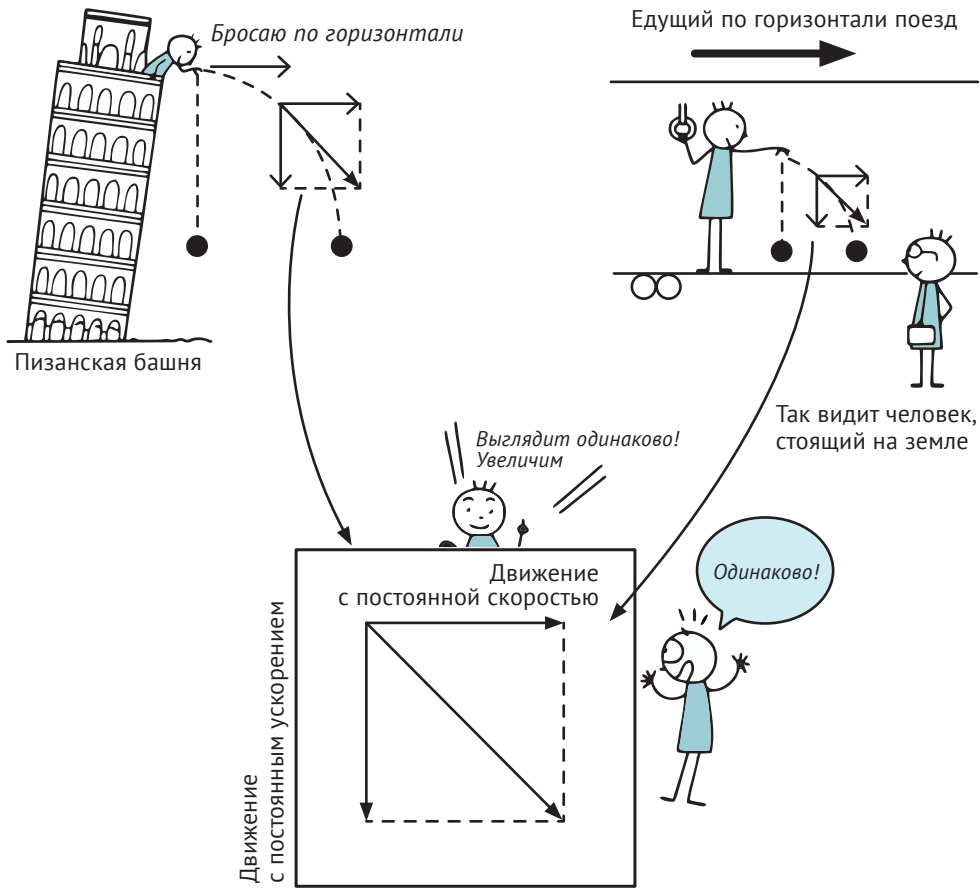 Бросаю по горизонтали
Едущий по горизонтали поезд
Пизанская башня
Так видит человек,
стоящий на земле
Выглядит одинаково!
Увеличим
Движение
с постоянной скоростью
Одинаково!
Движение
с постоянным ускорением